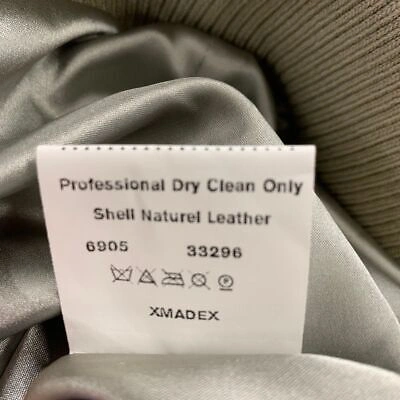 Professional Dry Clean Only
Shell Naturel Leather
6905 33296
XMADEX